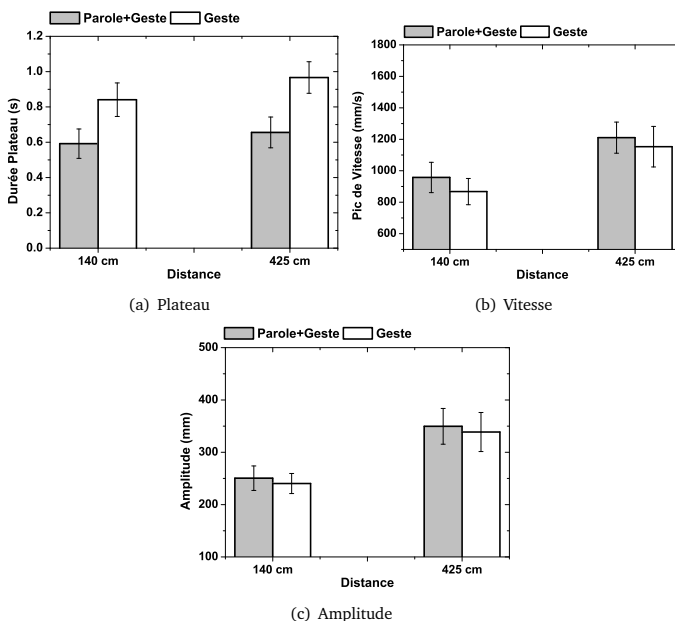 Parole+Geste Geste
Durée Plateau (s)
1.2
1.0
0.8
0.6
0.4
0.2
0.0
140 cm 425 cm
Distance
(a) Plateau
Parole+Geste Geste
Pic de Vitesse (mm/s)
1800
1600
1400
1200
1000
800
600
140 cm 425 cm
Distance
(b) Vitesse
Parole+Geste Geste
Amplitude (mm)
500
400
300
200
100
140 cm 425 cm
Distance
(c) Amplitude